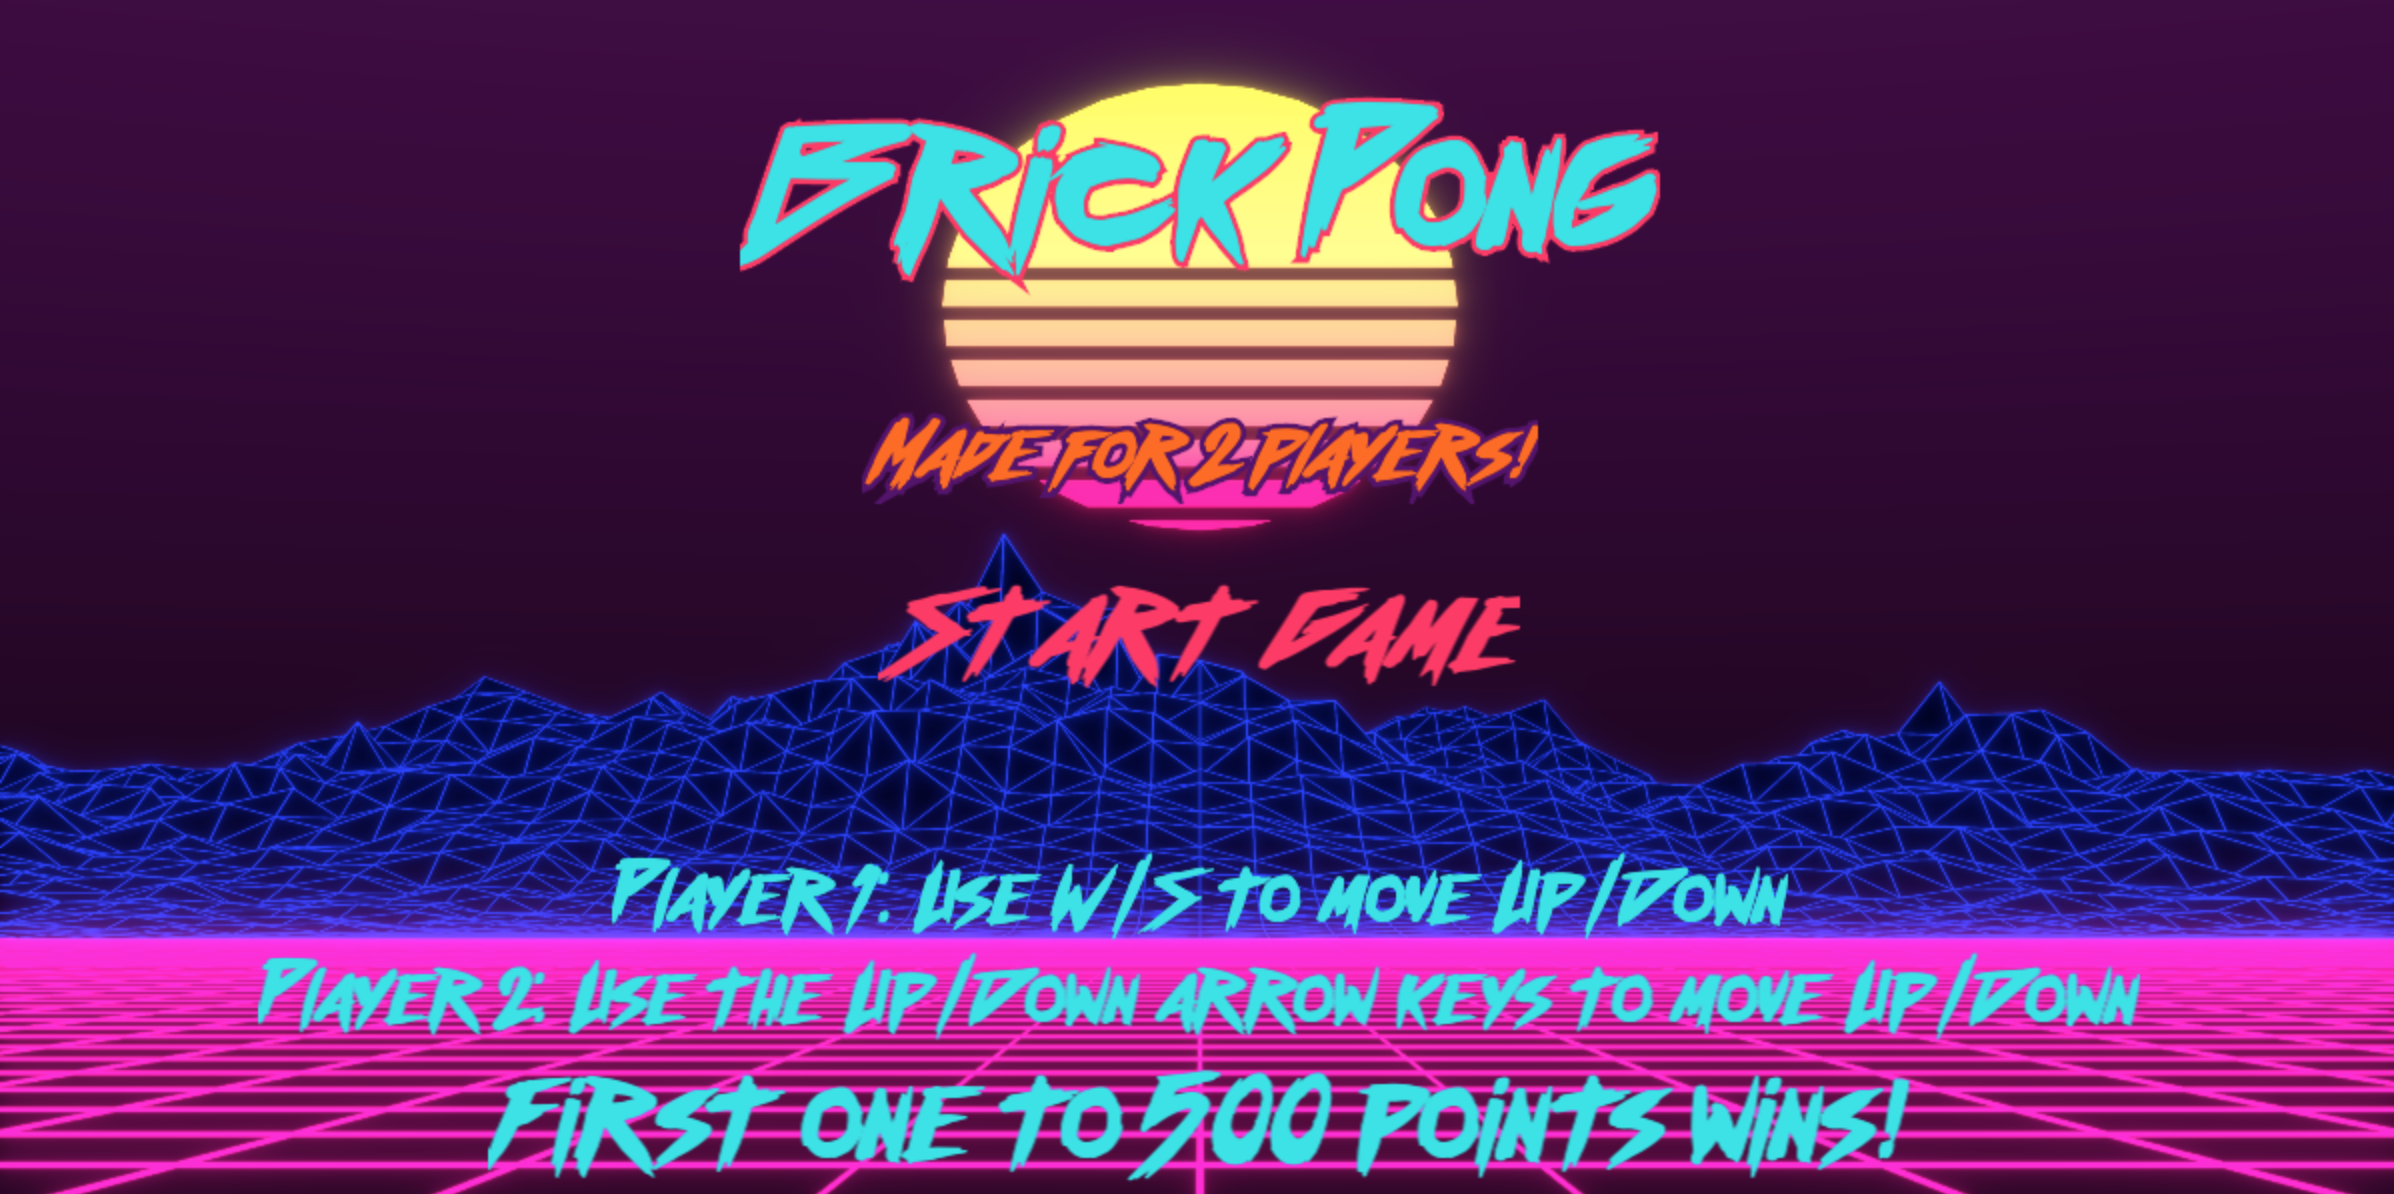 Brick Pong
Made for 2 players!
Start Game
Player 1: Use W/S to move Up/Down
Player 2: Use the Up/Down arrow keys to move Up/Down
First one to 500 points wins!